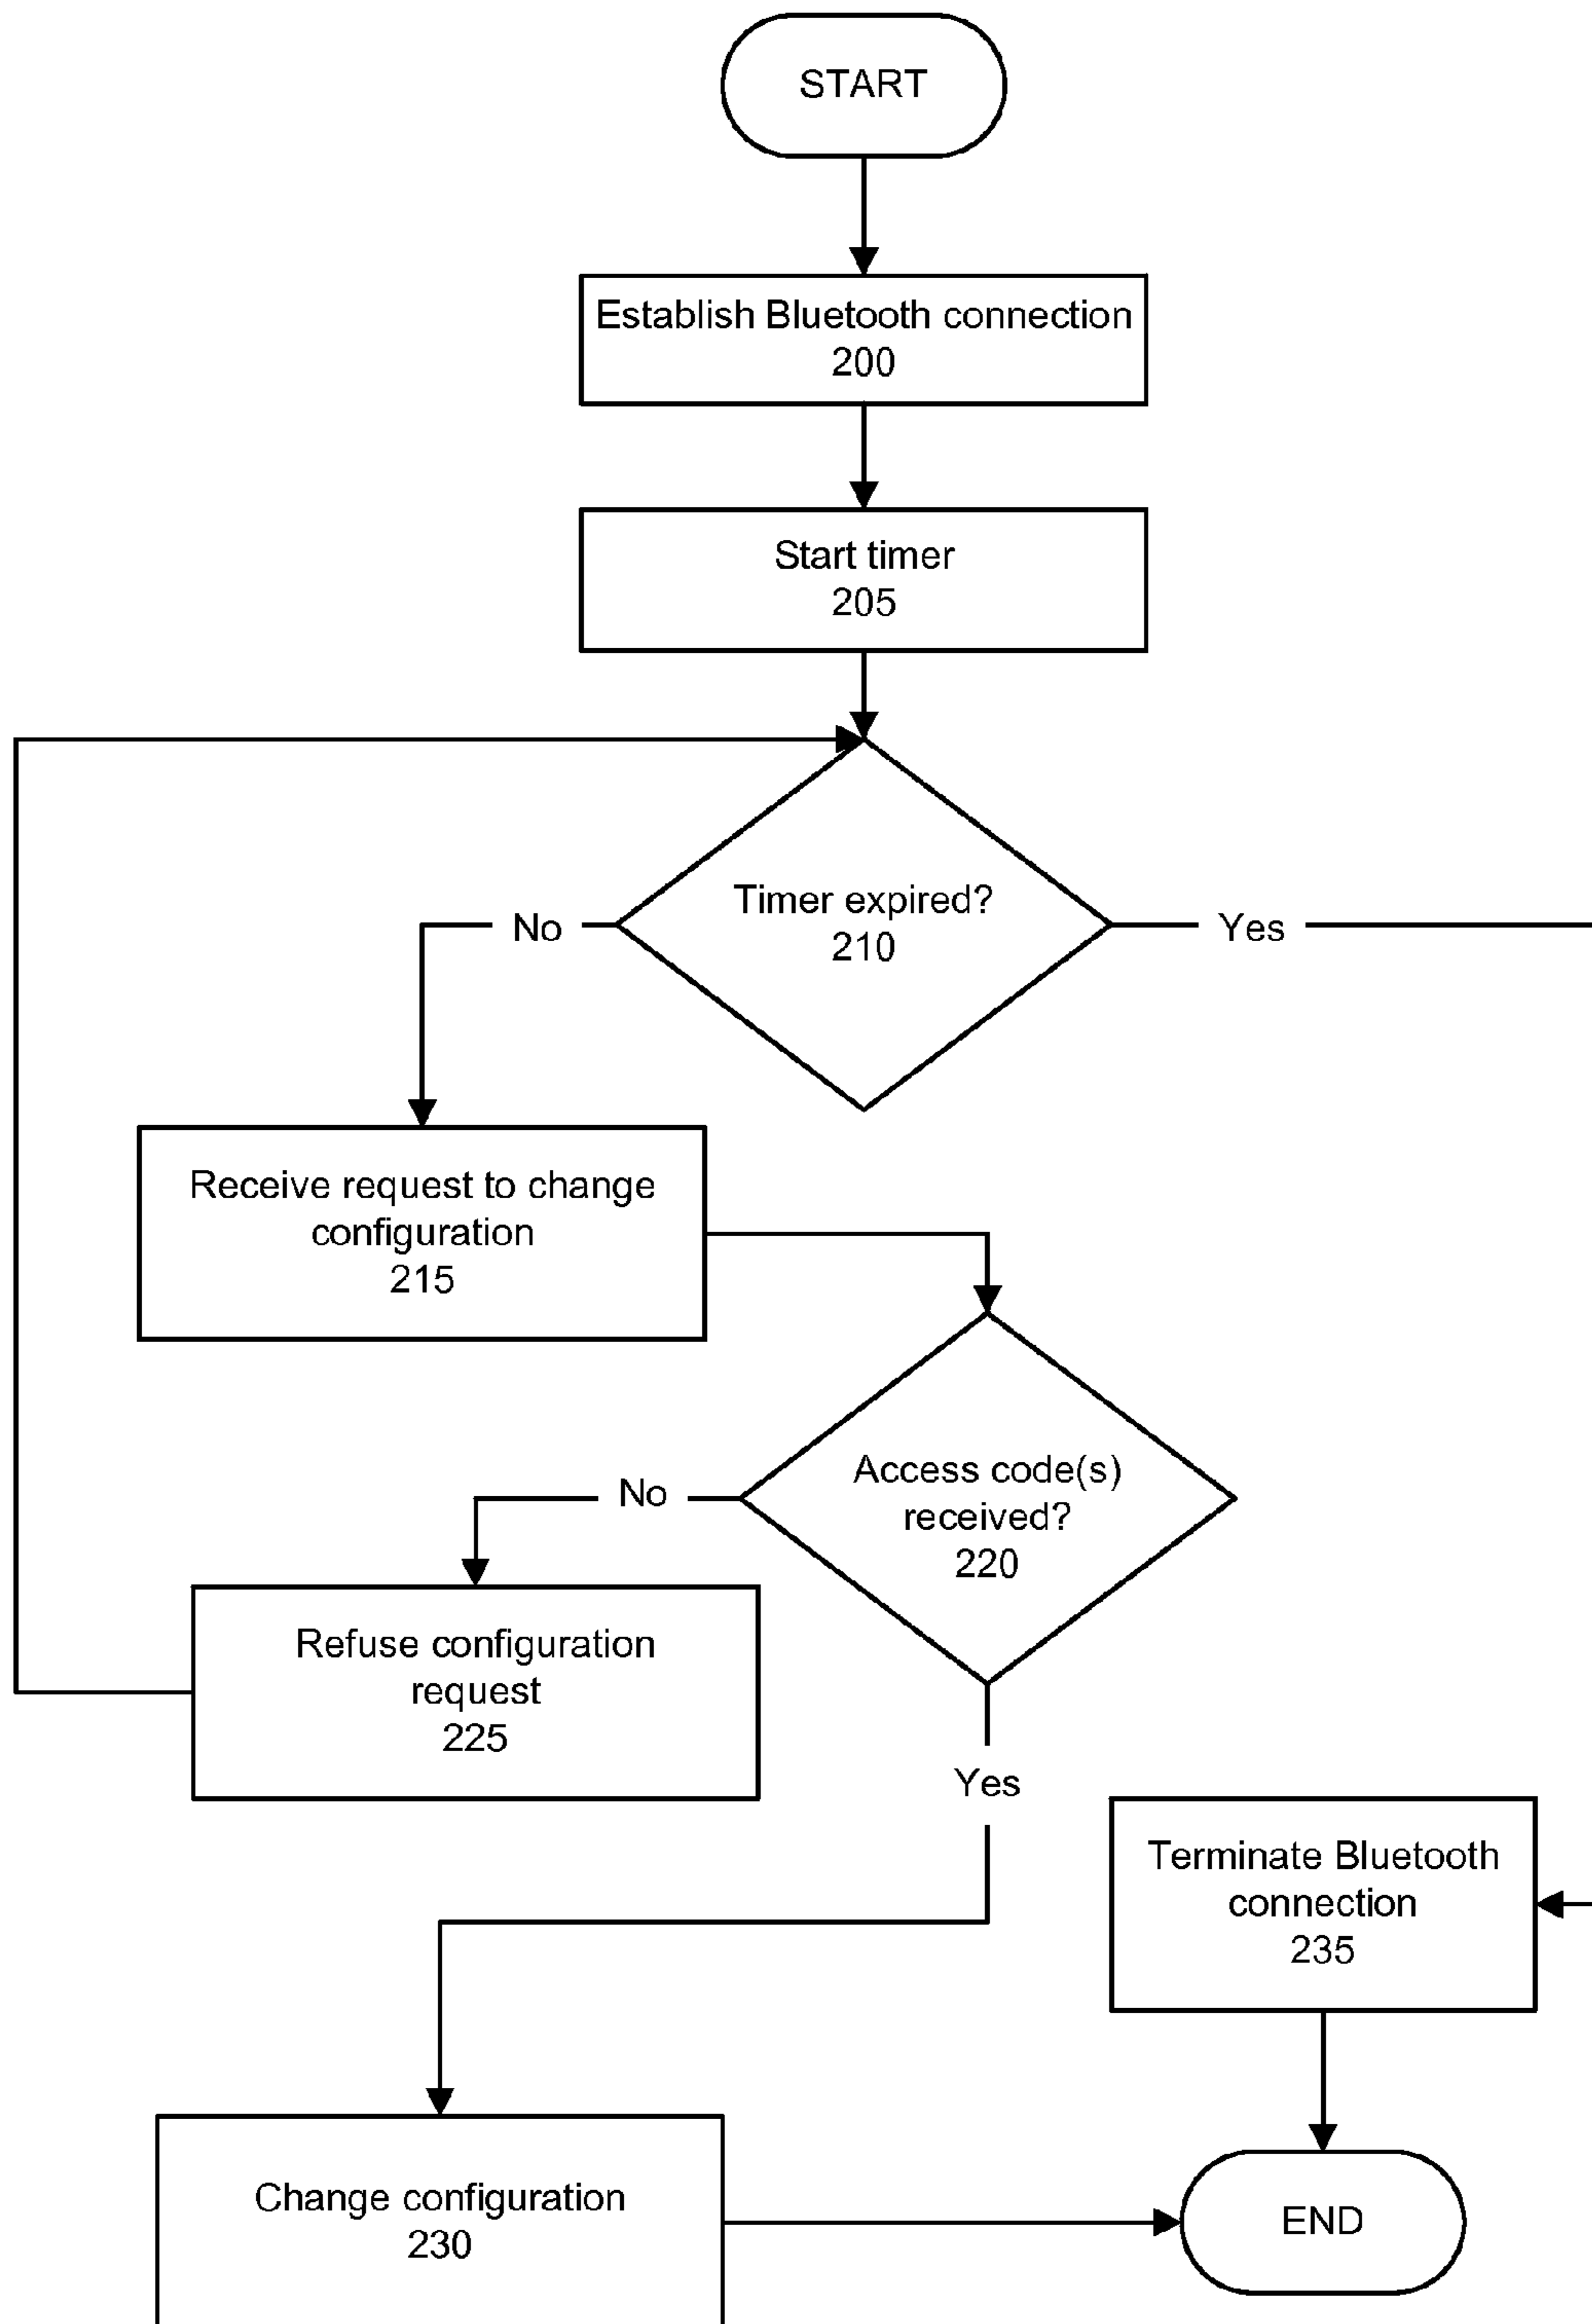 START
Establish Bluetooth connection
200
Start timer
205
Timer expired?
210
No
Yes
Receive request to change
configuration
215
Access code(s)
received?
220
No
Refuse configuration
request
225
Yes
Terminate Bluetooth
connection
235
Change configuration
230
END